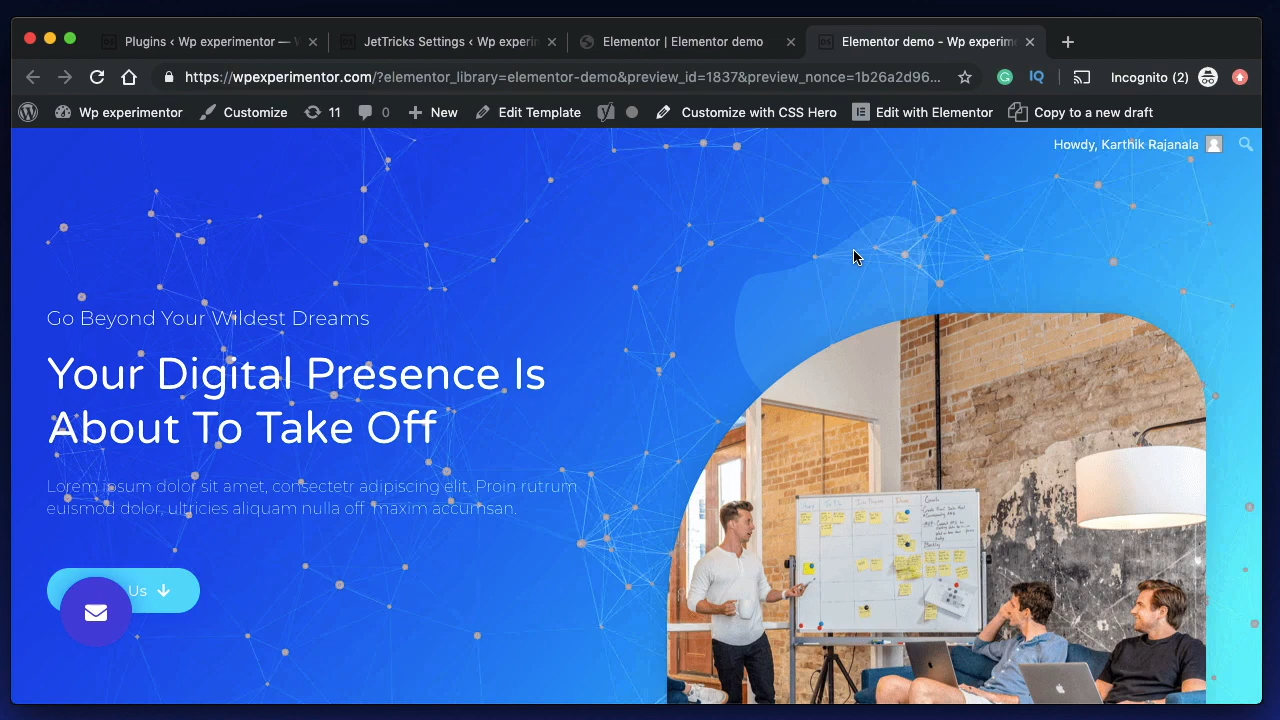 Plugins ‹ Wp experimentor —
JetTricks Settings ‹ Wp experi
Elementor | Elementor demo
Elementor demo - Wp experim
https://wpexperimentor.com/?elementor_library=elementor-demo&preview_id=1837&preview_nonce=1b26a2d96...
IQ
Incognito (2)
Wp experimentor
Customize
11
0
New
Edit Template
Customize with CSS Hero
Edit with Elementor
Copy to a new draft
Howdy, Karthik Rajanala
Go Beyond Your Wildest Dreams
Your Digital Presence Is
About To Take Off
Lorem ipsum dolor sit amet, consectetr adipiscing elit. Proin rutrum
euismod dolor, ultricies aliquam nulla off maxim accumsan.
Us